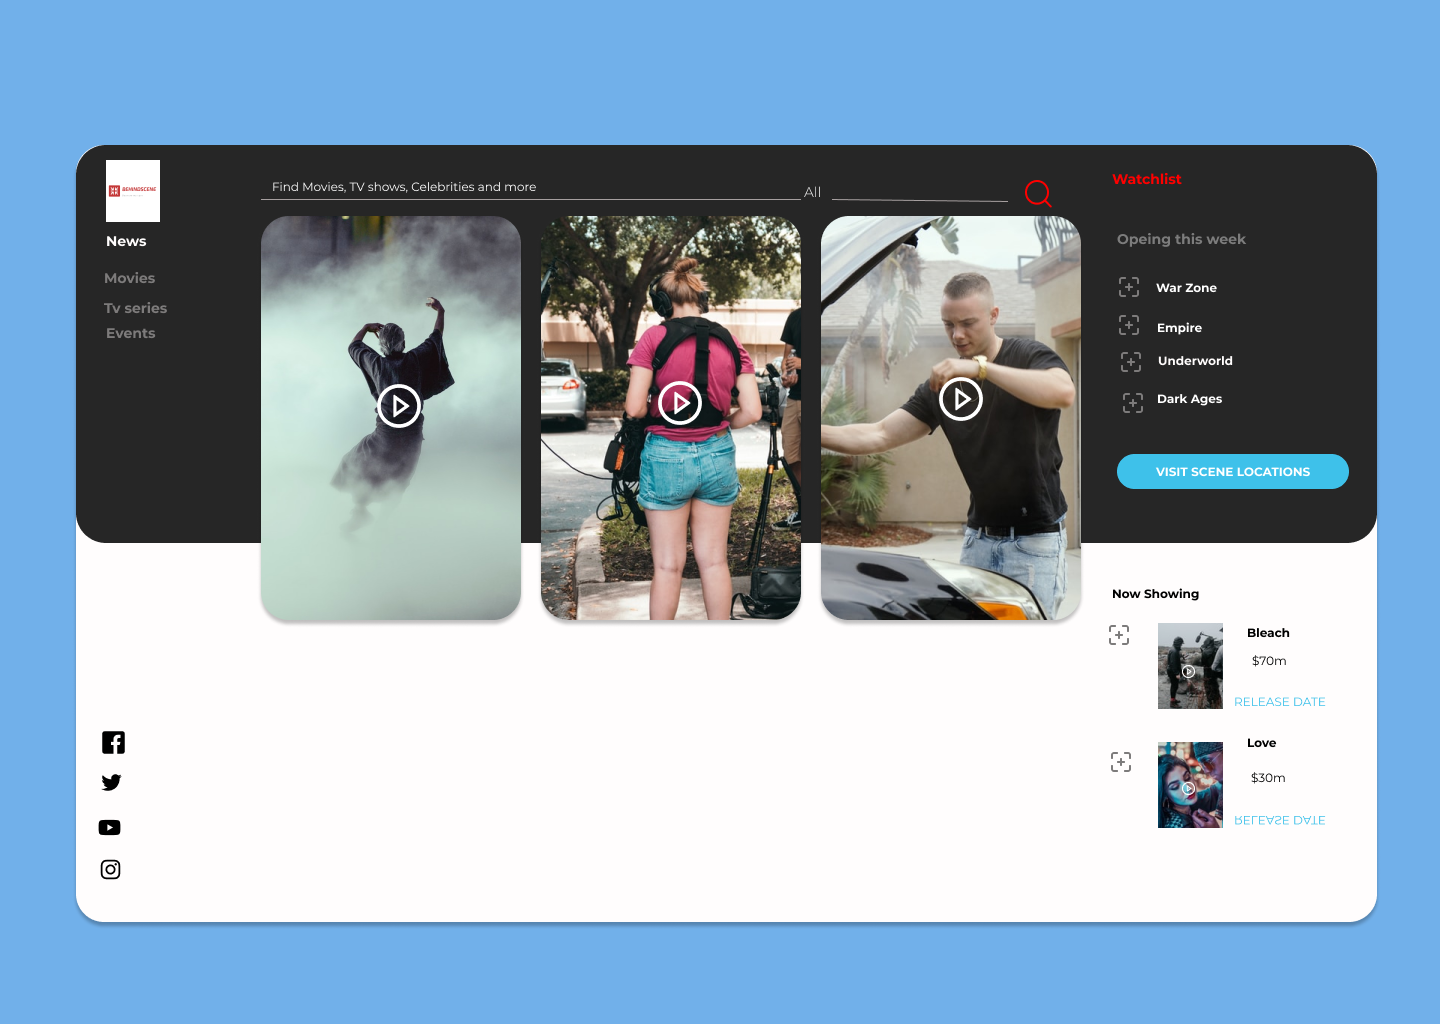 BEHINDSCENE
Find Movies, TV shows, Celebrities and more
All
Watchlist
News
Movies
Tv series
Events
Opeing this week
War Zone
Empire
Underworld
Dark Ages
VISIT SCENE LOCATIONS
Now Showing
Bleach
$70m
RELEASE DATE
Love
$30m
RELEASE DATE